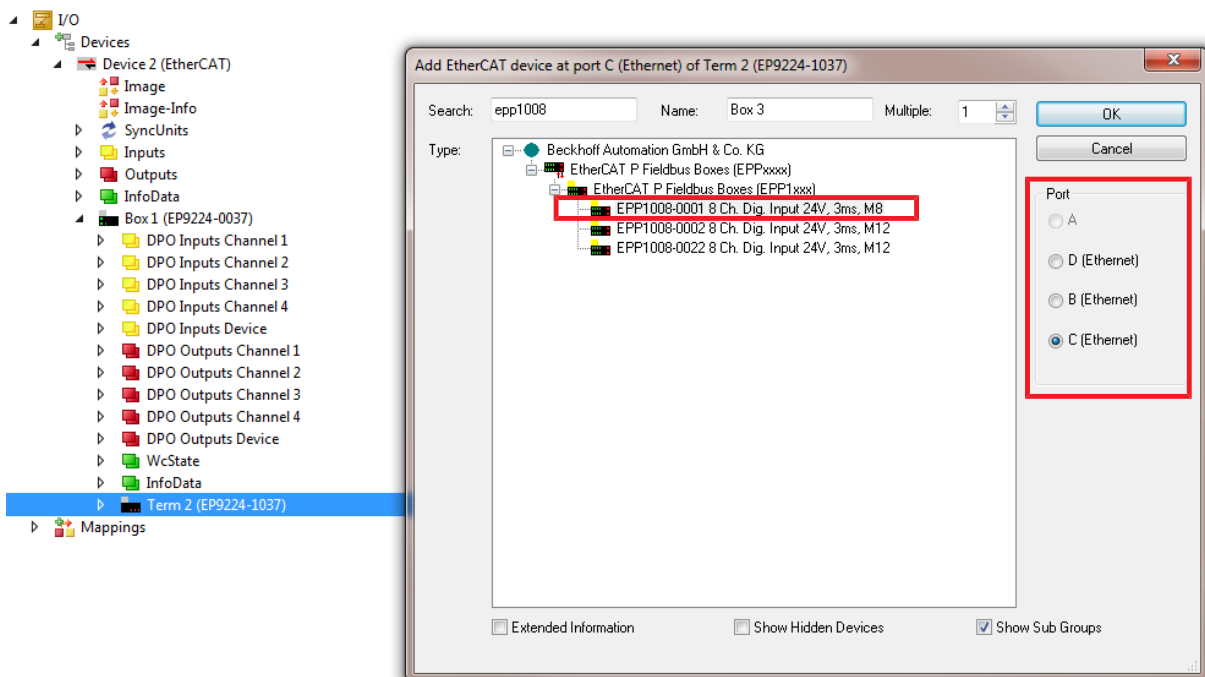 I/O
Devices
Device 2 (EtherCAT)
Image
Image-Info
SyncUnits
Inputs
Outputs
InfoData
Box 1 (EP9224-0037)
DPO Inputs Channel 1
DPO Inputs Channel 2
DPO Inputs Channel 3
DPO Inputs Channel 4
DPO Inputs Device
DPO Outputs Channel 1
DPO Outputs Channel 2
DPO Outputs Channel 3
DPO Outputs Channel 4
DPO Outputs Device
WcState
InfoData
Term 2 (EP9224-1037)
Mappings
Add EtherCAT device at port C (Ethernet) of Term 2 (EP9224-1037)
Search: epp1008 Name: Box 3 Multiple: 1 OK
Type: Cancel
Beckhoff Automation GmbH & Co. KG
EtherCAT P Fieldbus Boxes (EPPxxxx)
EtherCAT P Fieldbus Boxes (EPP1xxx)
EPP1008-0001 8 Ch. Dig. Input 24V, 3ms, M8
EPP1008-0002 8 Ch. Dig. Input 24V, 3ms, M12
EPP1008-0022 8 Ch. Dig. Input 24V, 3ms, M12
Port
A
D (Ethernet)
B (Ethernet)
C (Ethernet)
Extended Information Show Hidden Devices Show Sub Groups